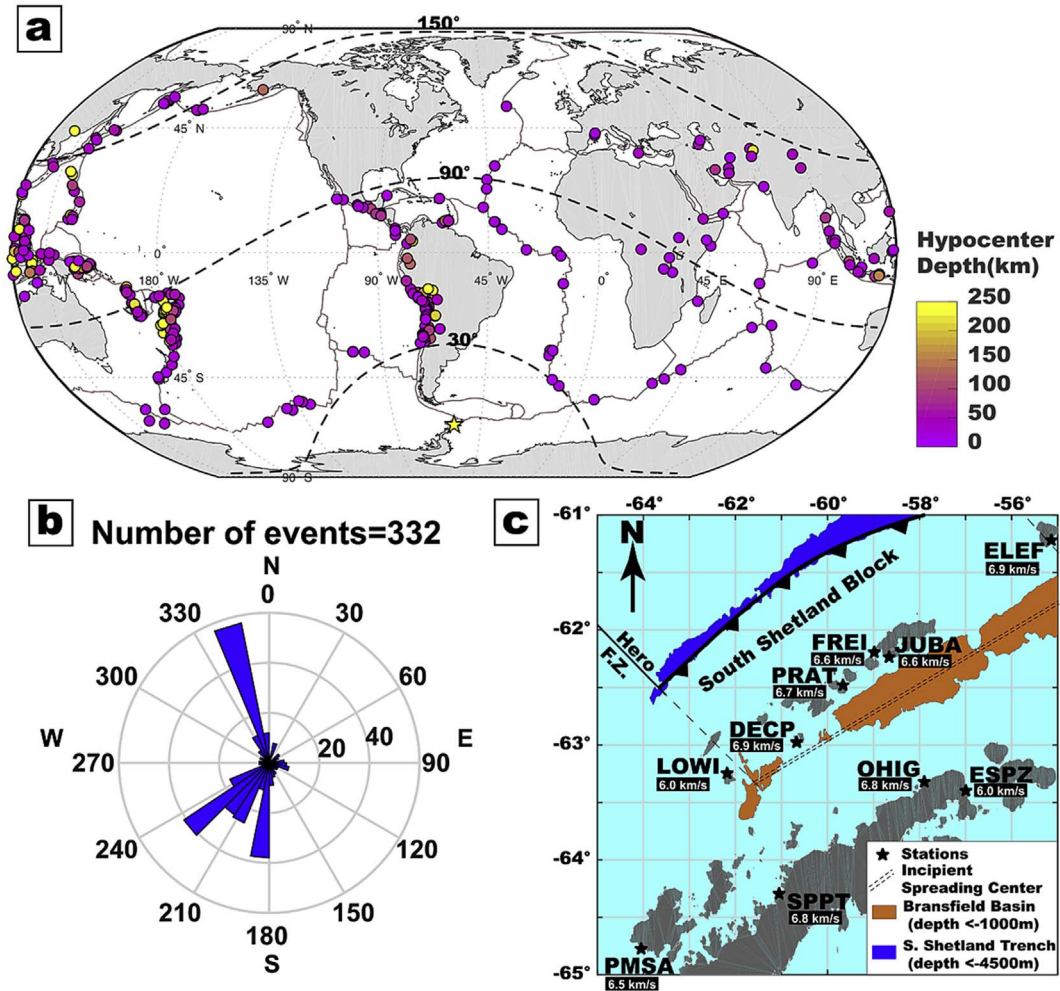 a
150°
90° N
45° N
90°
0°
45° W
180° W
135° W
90° W
45° W
0°
45° E
90° E
30°
45° S
90° S
Hypocenter
Depth(km)
250
200
150
100
50
0
b
Number of events=332
N
0
330
30
300
60
W
270
20
40
90
E
240
120
210
150
180
S
c
-64°
-62°
-60°
-58°
-56°
-61°
-62°
-63°
-64°
-65°
N
South Shetland Block
Hero
F.Z.
ELEF
6.9 km/s
FREI
6.6 km/s
JUBA
6.6 km/s
PRAT
6.7 km/s
DECP
6.9 km/s
LOWI
6.0 km/s
OHIG
6.8 km/s
ESPZ
6.0 km/s
SPPT
6.8 km/s
PMSA
6.5 km/s
Stations
Incipient
Spreading Center
Bransfield Basin
(depth <-1000m)
S. Shetland Trench
(depth <-4500m)